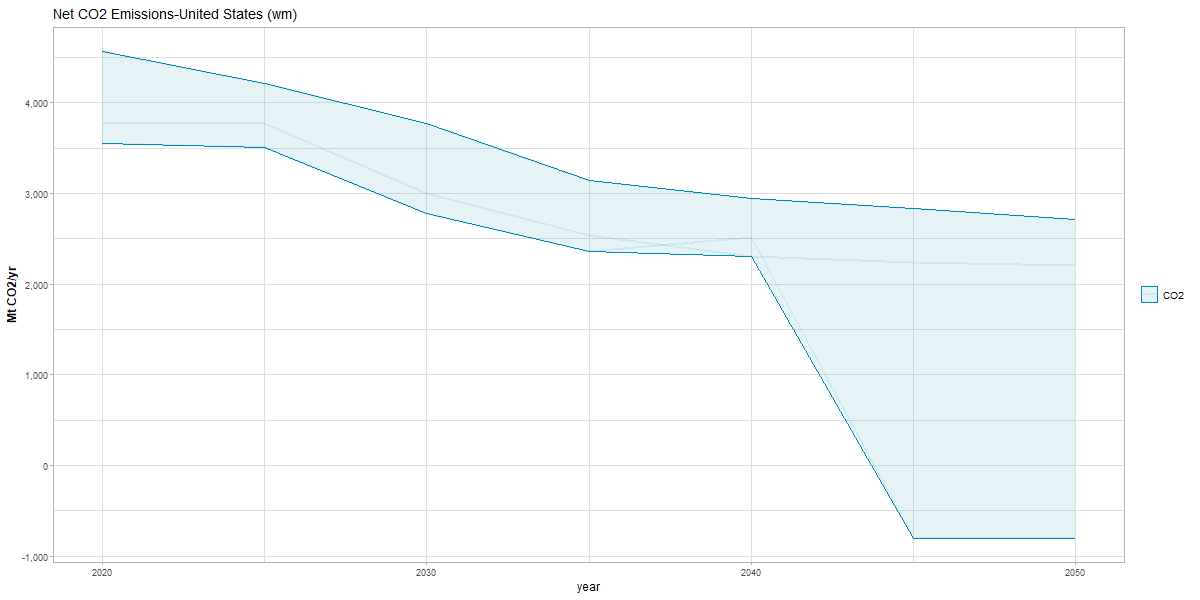 Net CO2 Emissions-United States (wm)
4,000
3,000
2,000
1,000
0
-1,000
Mt CO2/yr
CO2
2020
2030
2040
2050
year